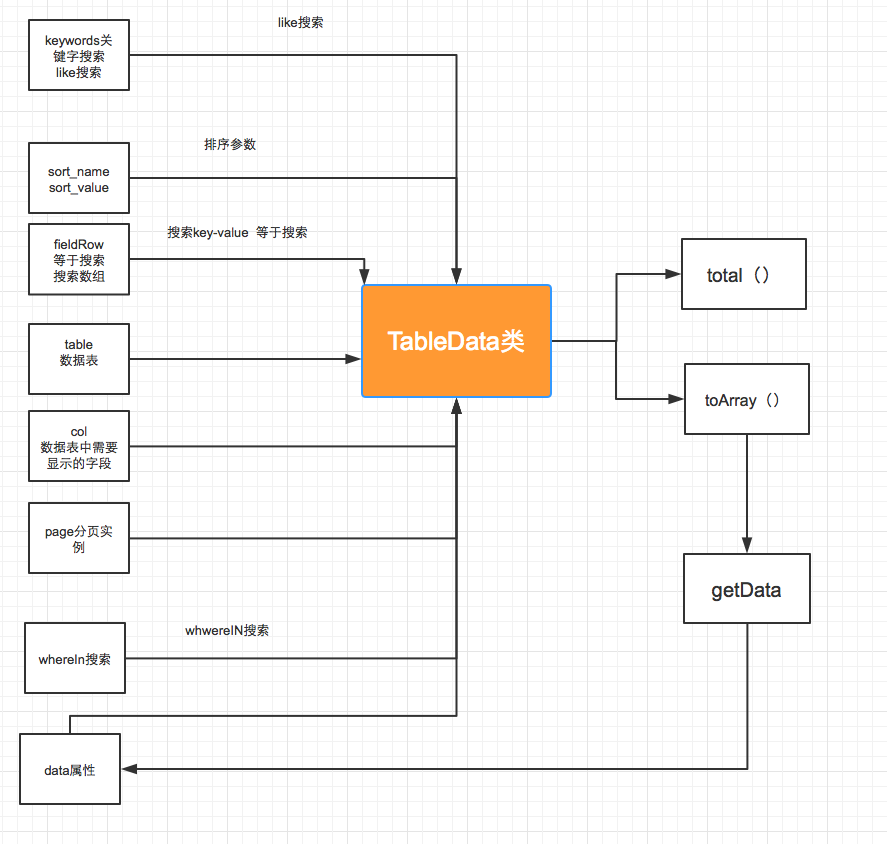 like搜索
keywords关
键字搜索
like搜索
排序参数
sort_name
sort_value
搜索key-value 等于搜索
fieldRow
等于搜索
搜索数组
total（）
TableData类
table
数据表
toArray（）
col
数据表中需要
显示的字段
page分页实
例
getData
whwereIN搜索
whereIn搜索
data属性